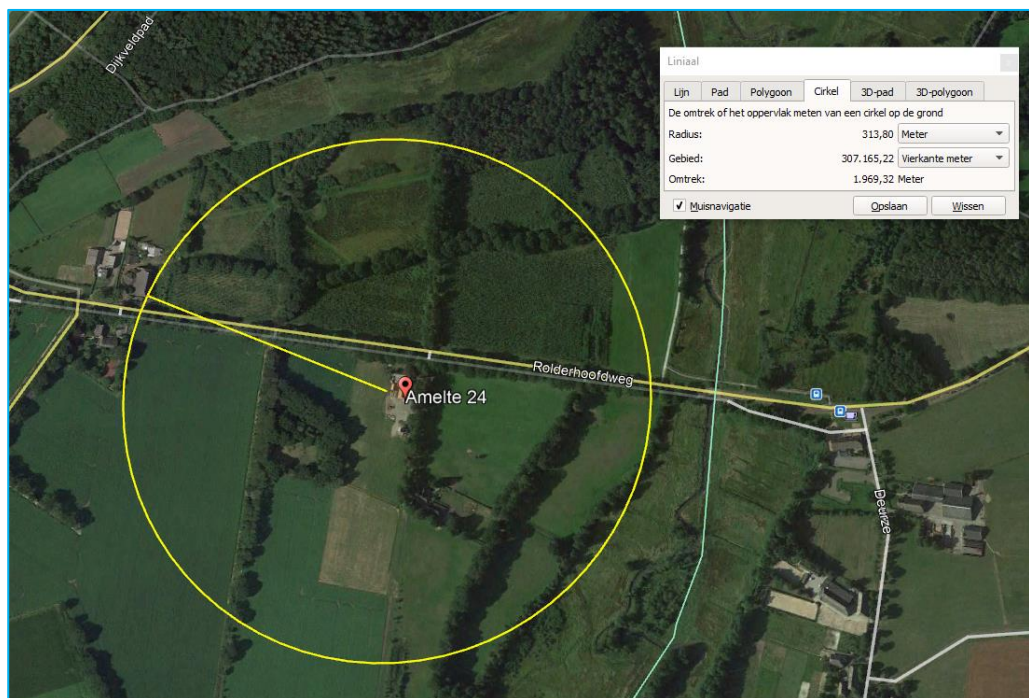 Dijkveldpad
Liniaal
Lijn Pad Polygoon Cirkel 3D-pad 3D-polygoon
De omtrek of het oppervlak meten van een cirkel op de grond
Radius: 313,80 Meter
Gebied: 307.165,22 Vierkante meter
Omtrek: 1.969,32 Meter
Muisnavigatie Opslaan Wissen
Rolderhoofdweg
Amelte 24
Deurze